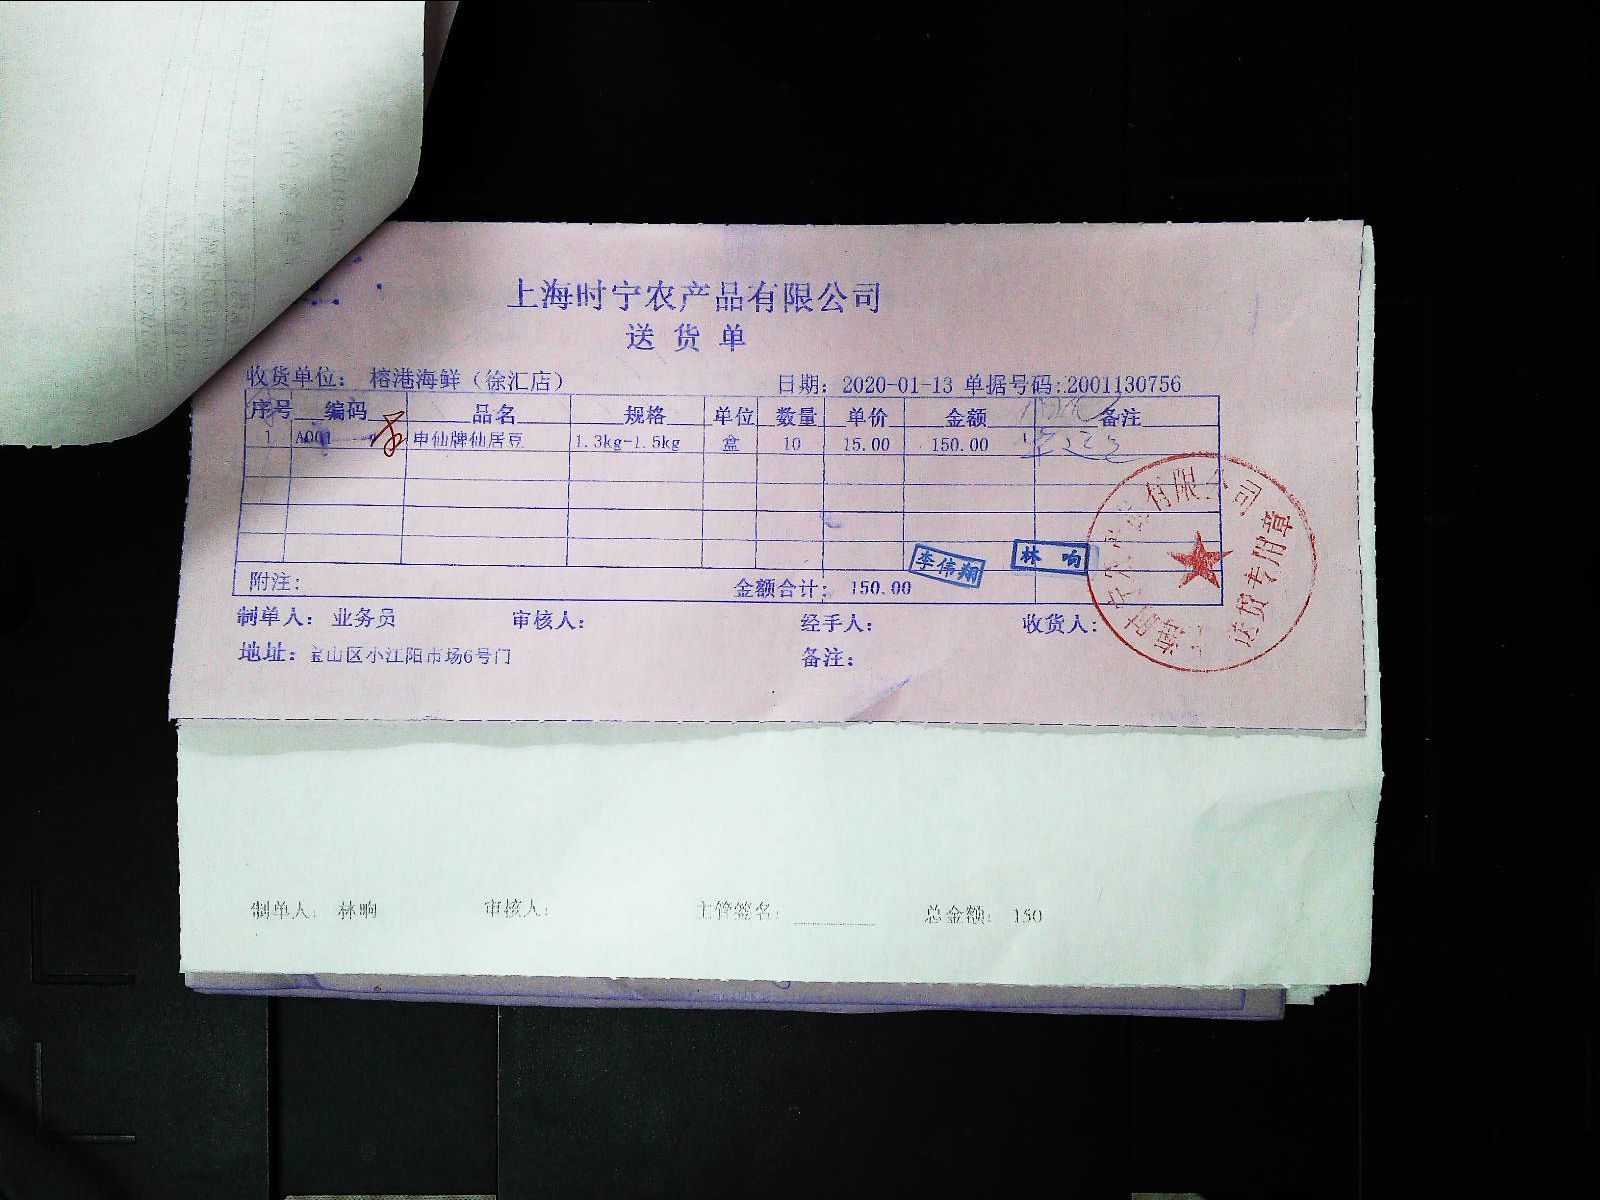 上海时宁农产品有限公司
送货单
收货单位: 榕港海鲜（徐汇店） 日期: 2020-01-13 单据号码:2001130756
序号 编码 品名 规格 单位 数量 单价 金额 备注
1 A001 申仙牌仙居豆 1.3kg-1.5kg 盒 10 15.00 150.00
李伟翔 林 响
附注: 金额合计: 150.00
制单人: 业务员 审核人: 经手人: 收货人:
地址: 宝山区小江阳市场6号门 备注:
有限公司
送货专用章
制单人: 林响 审核人: 主管签名: 总金额: 150